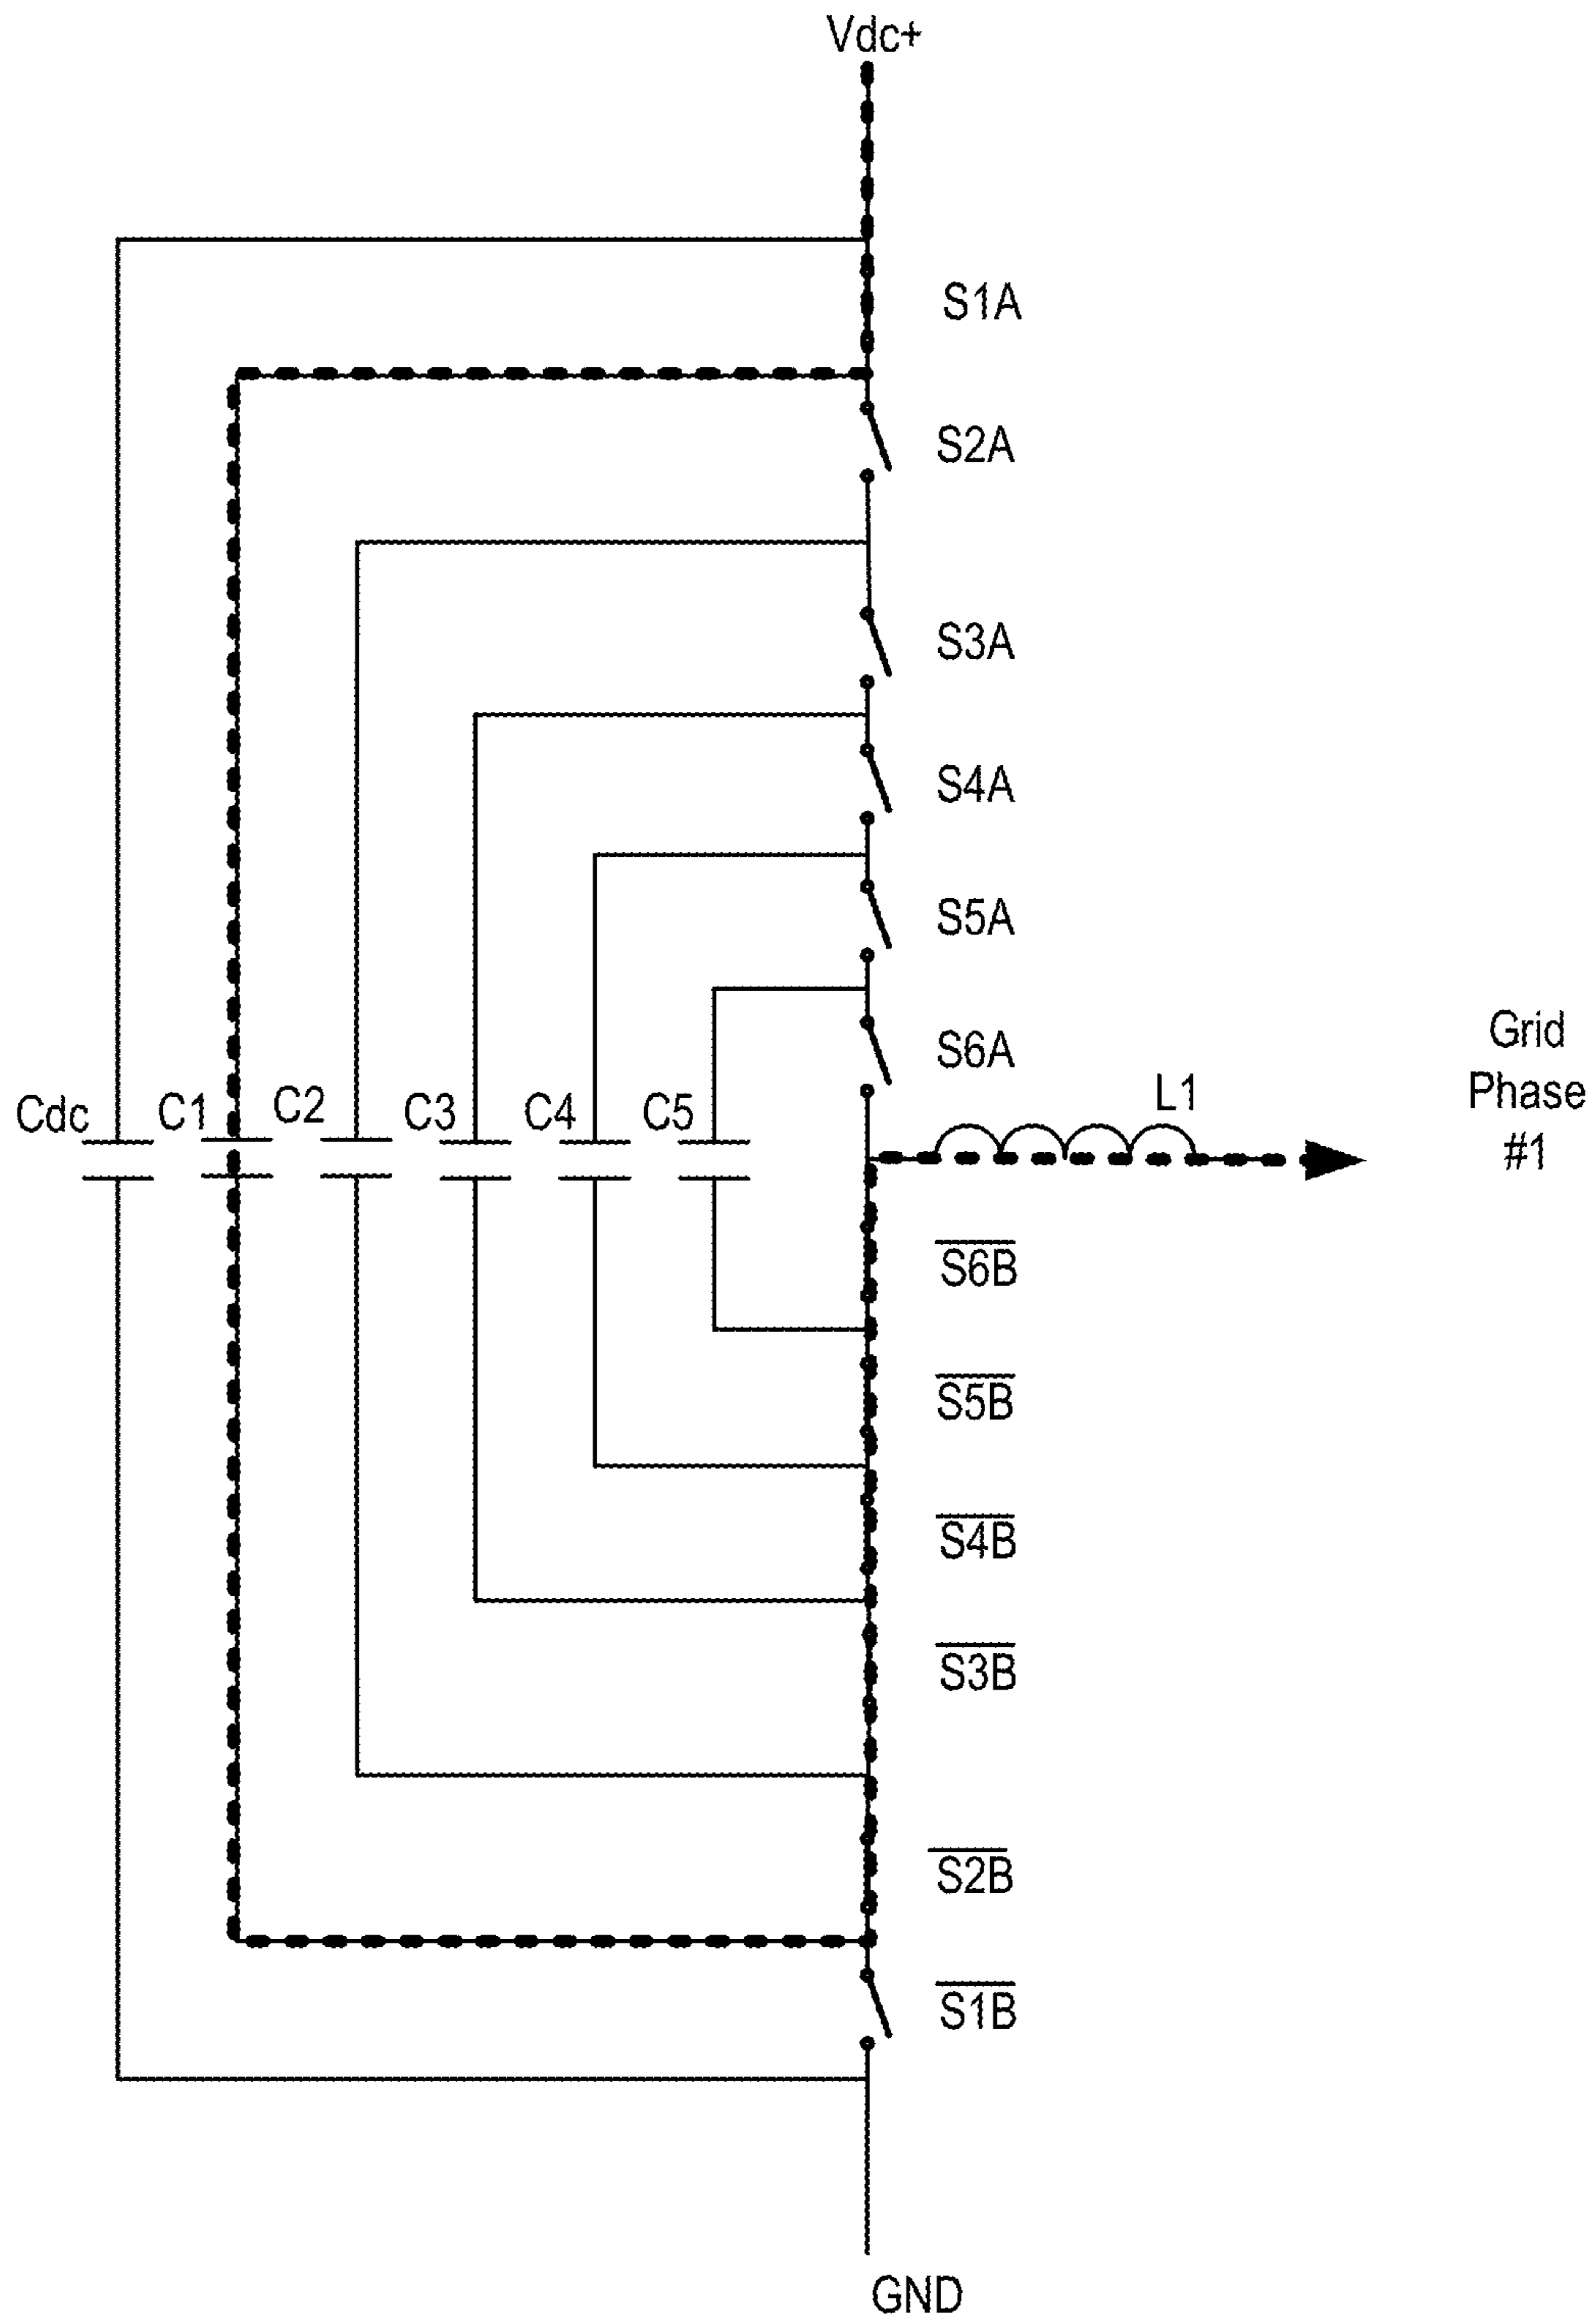 Vdc+
S1A
S2A
S3A
S4A
S5A
S6A
Grid
Phase
#1
L1
Cdc
C1
C2
C3
C4
C5
S6B
S5B
S4B
S3B
S2B
S1B
GND